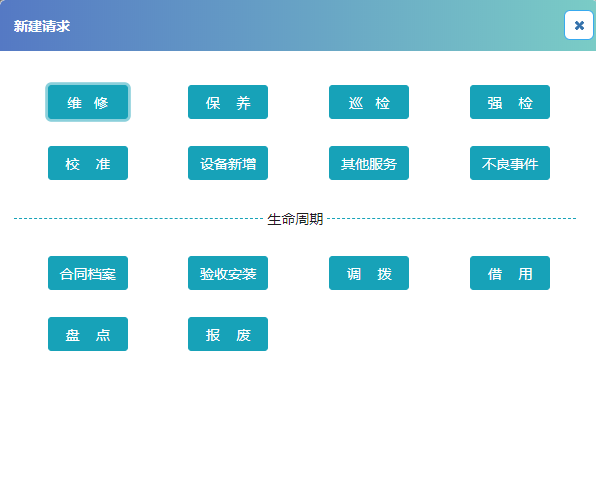 新建请求
维 修 保 养 巡 检 强 检
校 准 设备新增 其他服务 不良事件
生命周期
合同档案 验收安装 调 拨 借 用
盘 点 报 废